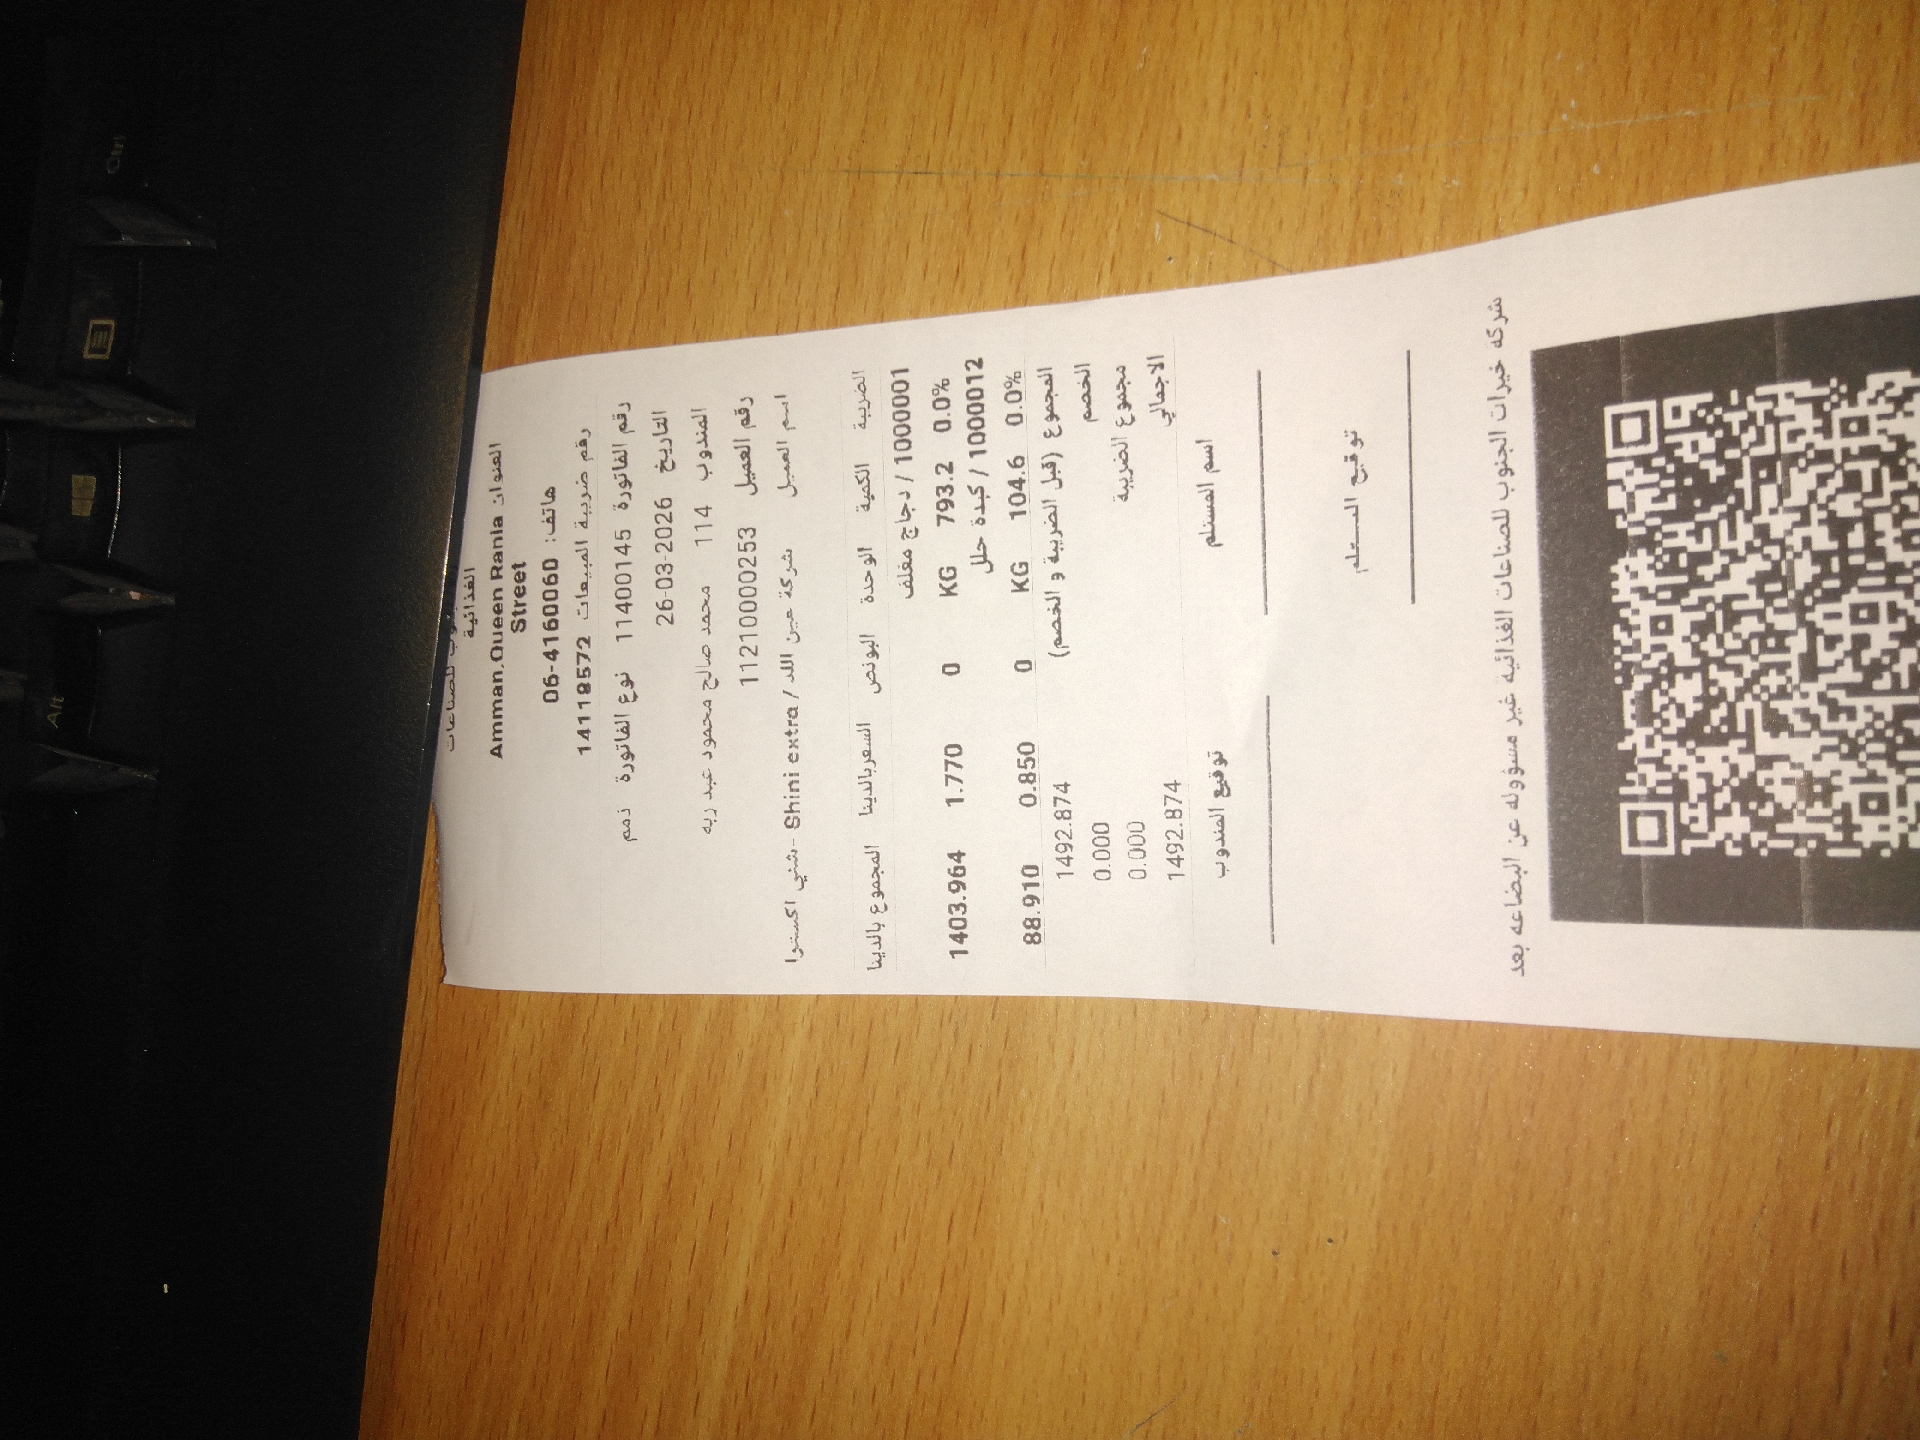 للصناعات
الغذائية
العنوان Amman,Queen Rania
Street
هاتف: 06-4160060
رقم ضريبة المبيعات 14118572
رقم الفاتورة 11400145 نوع الفاتورة ذمم
التاريخ 26-03-2026
المندوب 114 محمد صالح محمود عبد ربه
رقم العميل 112100000253
اسم العميل شركة عين الله / Shini extra - شني اكسترا
الضريبة الكمية الوحدة البونص السعربالدينا المجموع بالدينا
1000001 / دجاج مغلف
0.0% 793.2 KG 0 1.770 1403.964
1000012 / كبدة حلل
0.0% 104.6 KG 0 0.850 88.910
المجموع (قبل الضريبة و الخصم) 1492.874
الخصم 0.000
مجموع الضريبة 0.000
الاجمالي 1492.874
اسم المستلم توقيع المندوب
توقيع المستلم
شركة خيرات الجنوب للصناعات الغذائية غير مسؤوله عن البضاعه بعد
Ctrl
Alt